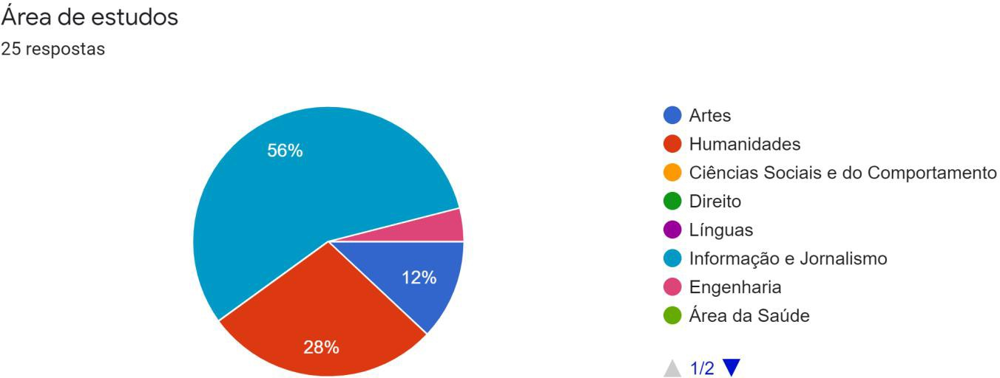 Área de estudos
25 respostas
56%
12%
28%
Artes
Humanidades
Ciências Sociais e do Comportamento
Direito
Línguas
Informação e Jornalismo
Engenharia
Área da Saúde
1/2